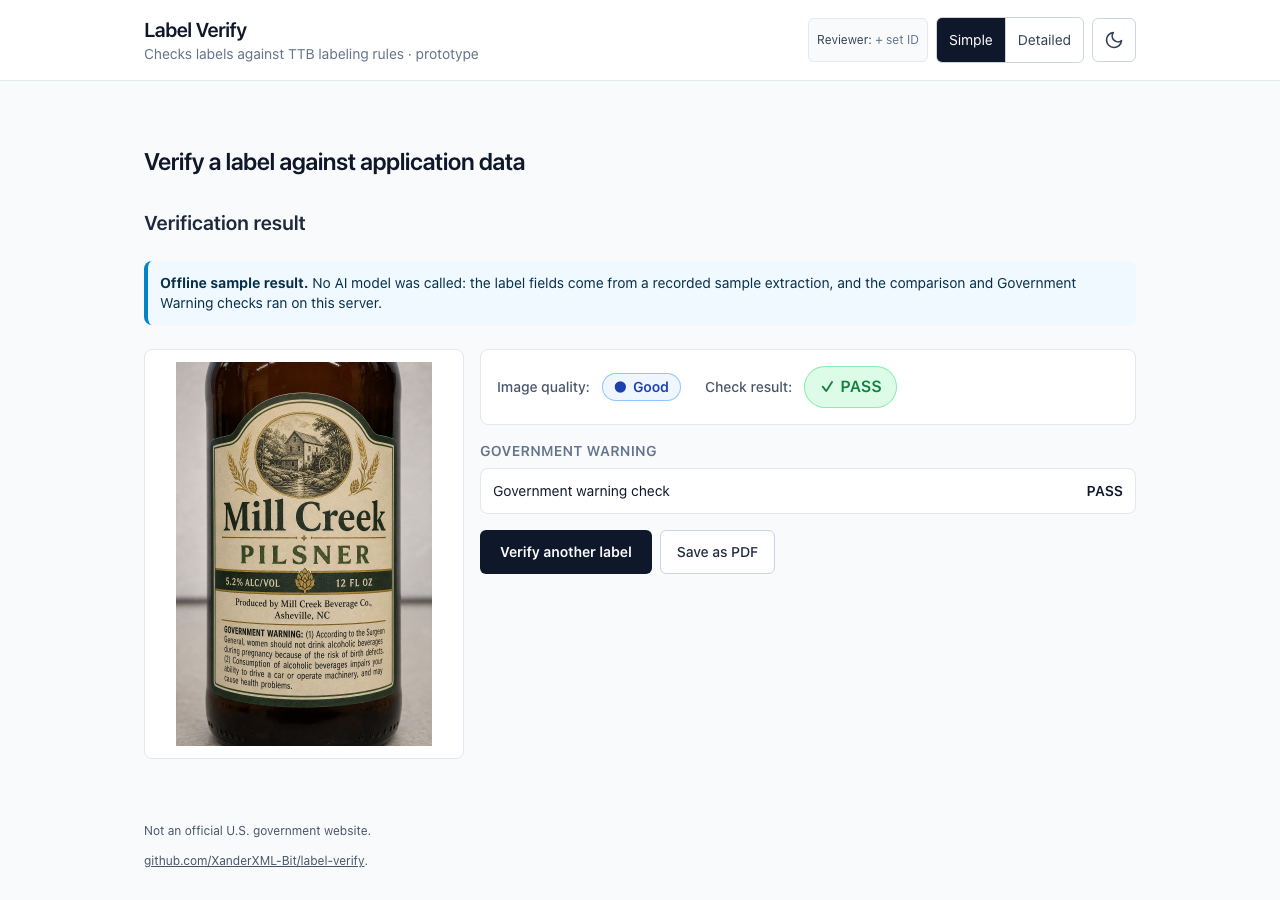 Label Verify
Checks labels against TTB labeling rules · prototype
Reviewer: + set ID
Simple
Detailed
Verify a label against application data
Verification result
Offline sample result. No AI model was called: the label fields come from a recorded sample extraction, and the comparison and Government
Warning checks ran on this server.
Mill Creek
PILSNER
5.2% ALC/VOL
12 FL OZ
Produced by Mill Creek Beverage Co.,
Asheville, NC
GOVERNMENT WARNING: (1) According to the Surgeon
General, women should not drink alcoholic beverages
during pregnancy because of the risk of birth defects.
(2) Consumption of alcoholic beverages impairs your
ability to drive a car or operate machinery, and may
cause health problems.
Image quality:
Good
Check result:
PASS
GOVERNMENT WARNING
Government warning check
PASS
Verify another label
Save as PDF
Not an official U.S. government website.
github.com/XanderXML-Bit/label-verify.